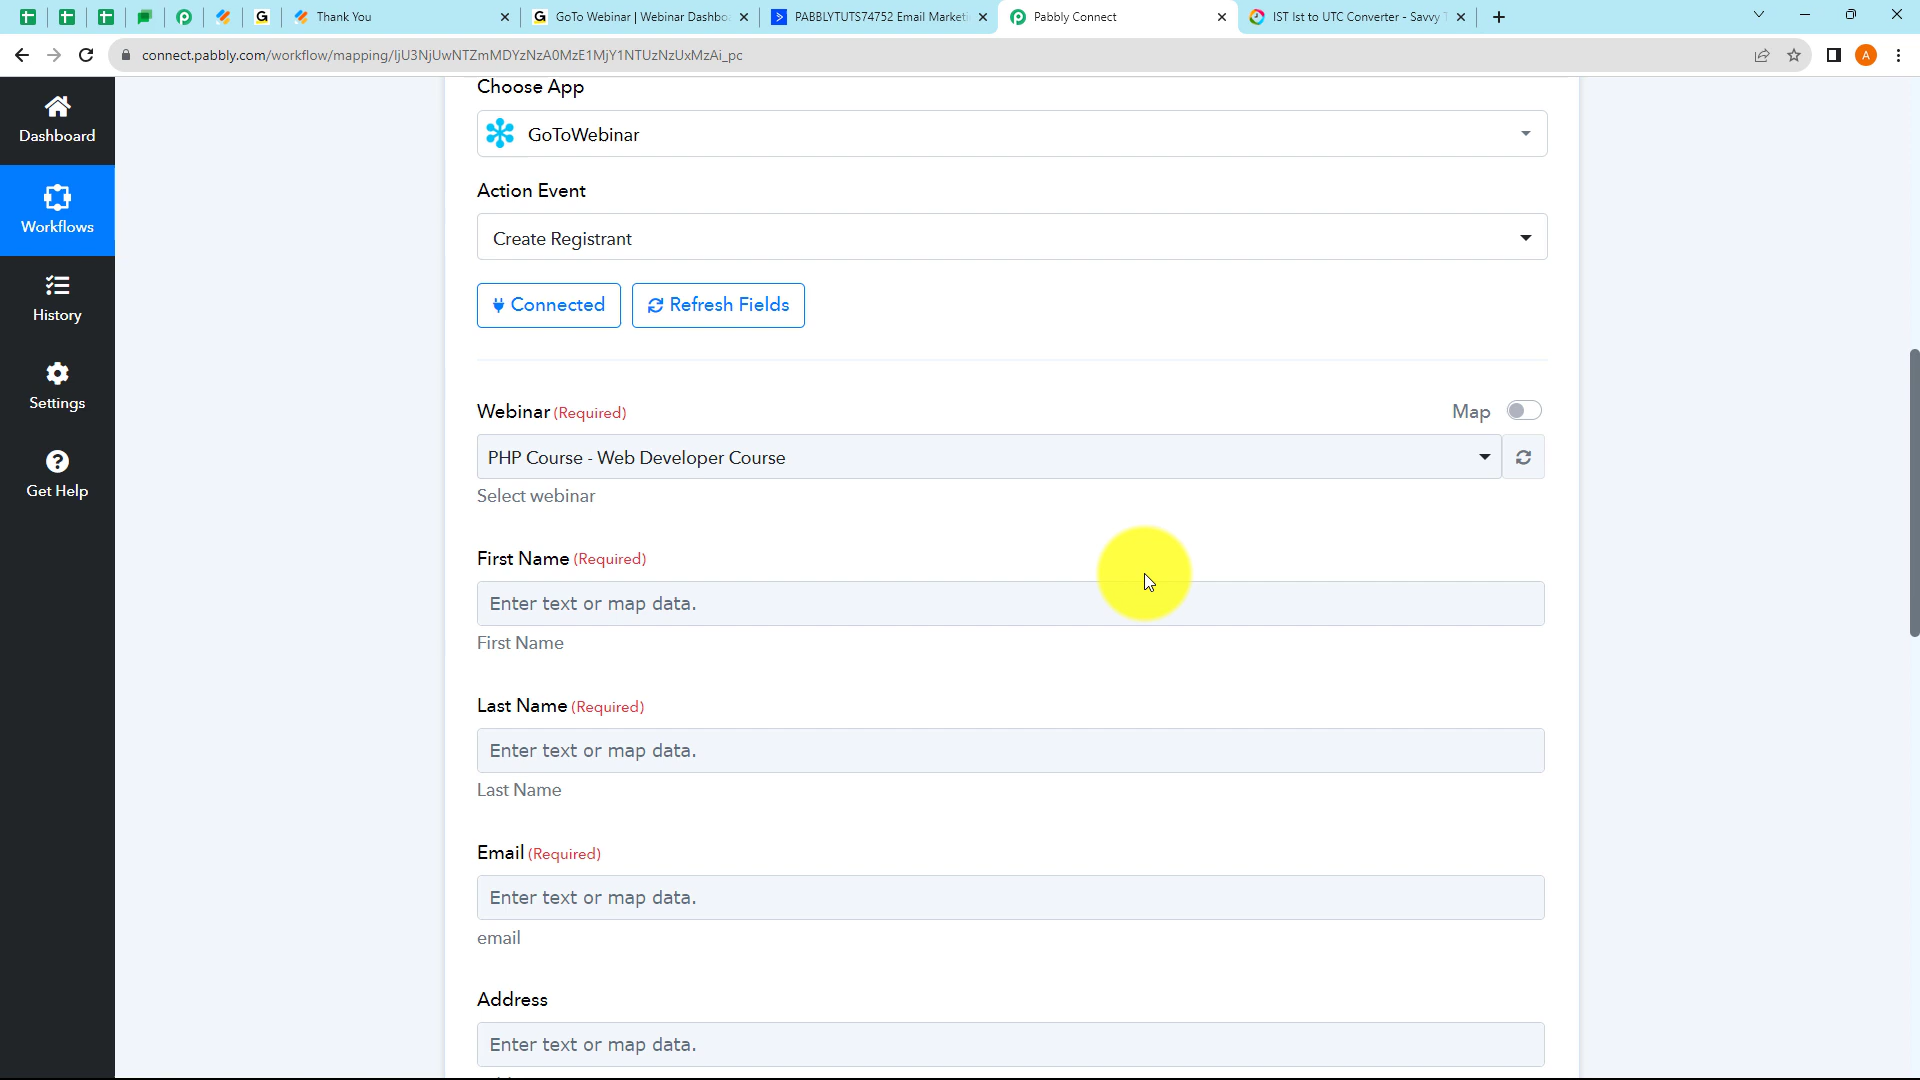 Thank You
GoTo Webinar | Webinar Dashbo
PABBLYTUTS74752 Email Marketi
Pabbly Connect
IST Ist to UTC Converter - Savvy T
connect.pabbly.com/workflow/mapping/IjU3NjUwNTZmMDYzNzA0MzE1MjY1NTUzNzUxMzAi_pc
A
Dashboard
Workflows
History
Settings
Get Help
Choose App
GoToWebinar
Action Event
Create Registrant
Connected
Refresh Fields
Webinar (Required)
Map
PHP Course - Web Developer Course
Select webinar
First Name (Required)
Enter text or map data.
First Name
Last Name (Required)
Enter text or map data.
Last Name
Email (Required)
Enter text or map data.
email
Address
Enter text or map data.